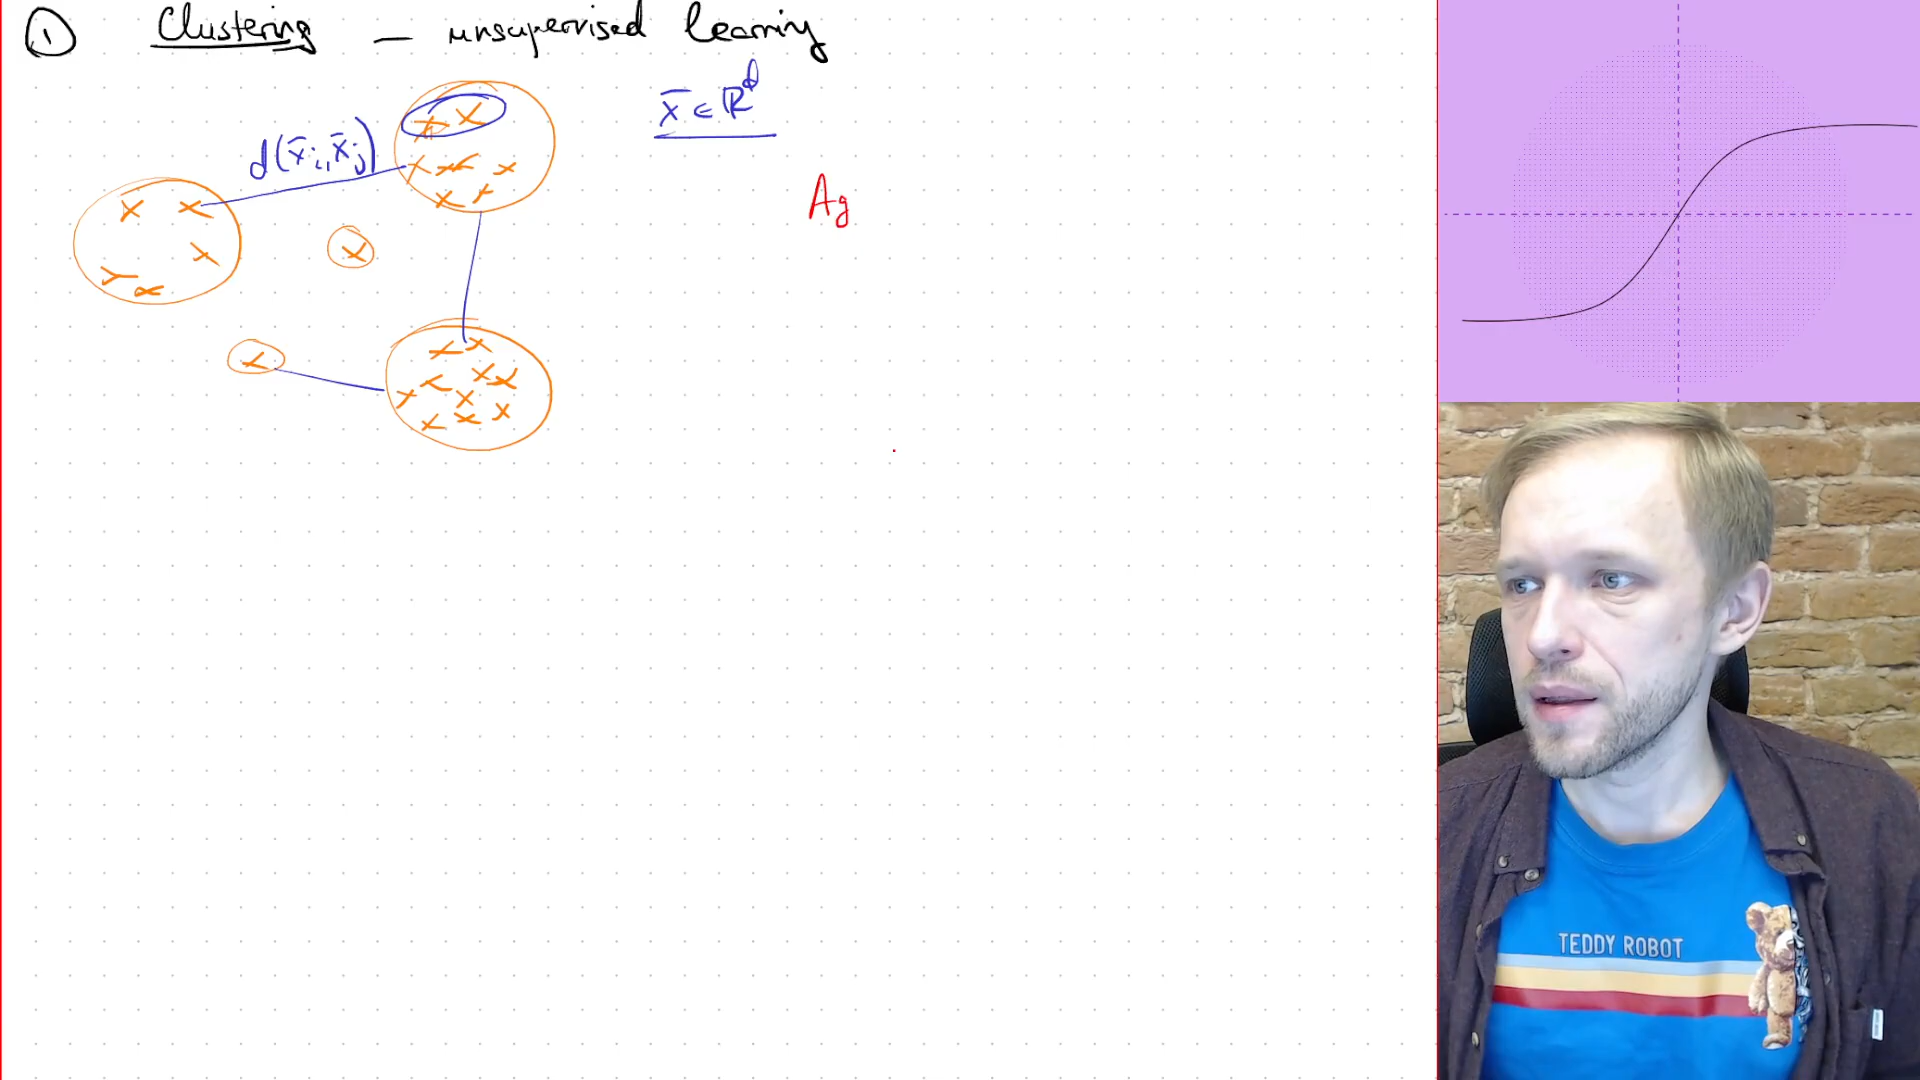 ① Clustering — unsupervised learning
x̄ ∈ ℝᵈ
d(x̄ᵢ, x̄ⱼ)
Ag
TEDDY ROBOT